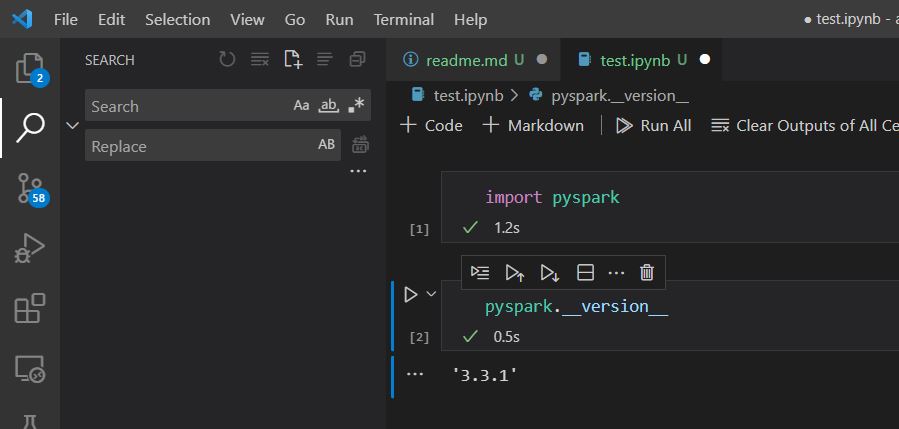 File Edit Selection View Go Run Terminal Help
● test.ipynb - a
SEARCH
2
Search Aa ab *
Replace AB
58
readme.md U ●
test.ipynb U ●
test.ipynb > pyspark.__version__
+ Code + Markdown Run All Clear Outputs of All Ce
import pyspark
[1] ✓ 1.2s
pyspark.__version__
[2] ✓ 0.5s
... '3.3.1'